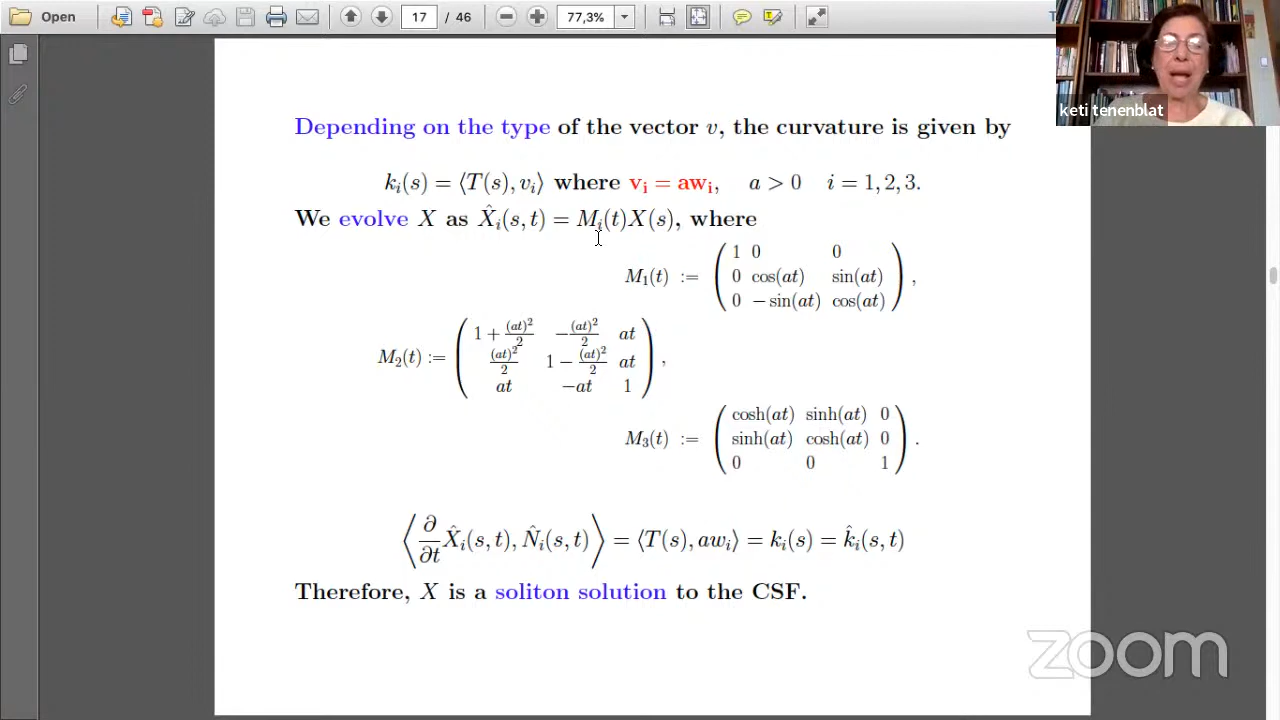 Open 17 / 46 77,3%
keti tenenblat
Depending on the type of the vector v, the curvature is given by
k_i(s) = ⟨T(s), v_i⟩ where v_i = aw_i, a > 0 i = 1, 2, 3.
We evolve X as X̂_i(s, t) = M_i(t)X(s), where
M_1(t) := ( 1 0 0
0 cos(at) sin(at)
0 − sin(at) cos(at) ) ,
M_2(t) := ( 1 + (at)^2/2 −(at)^2/2 at
(at)^2/2 1 − (at)^2/2 at
at −at 1 ) ,
M_3(t) := ( cosh(at) sinh(at) 0
sinh(at) cosh(at) 0
0 0 1 ) .
⟨ ∂/∂t X̂_i(s, t), N̂_i(s, t) ⟩ = ⟨T(s), aw_i⟩ = k_i(s) = k̂_i(s, t)
Therefore, X is a soliton solution to the CSF.
zoom